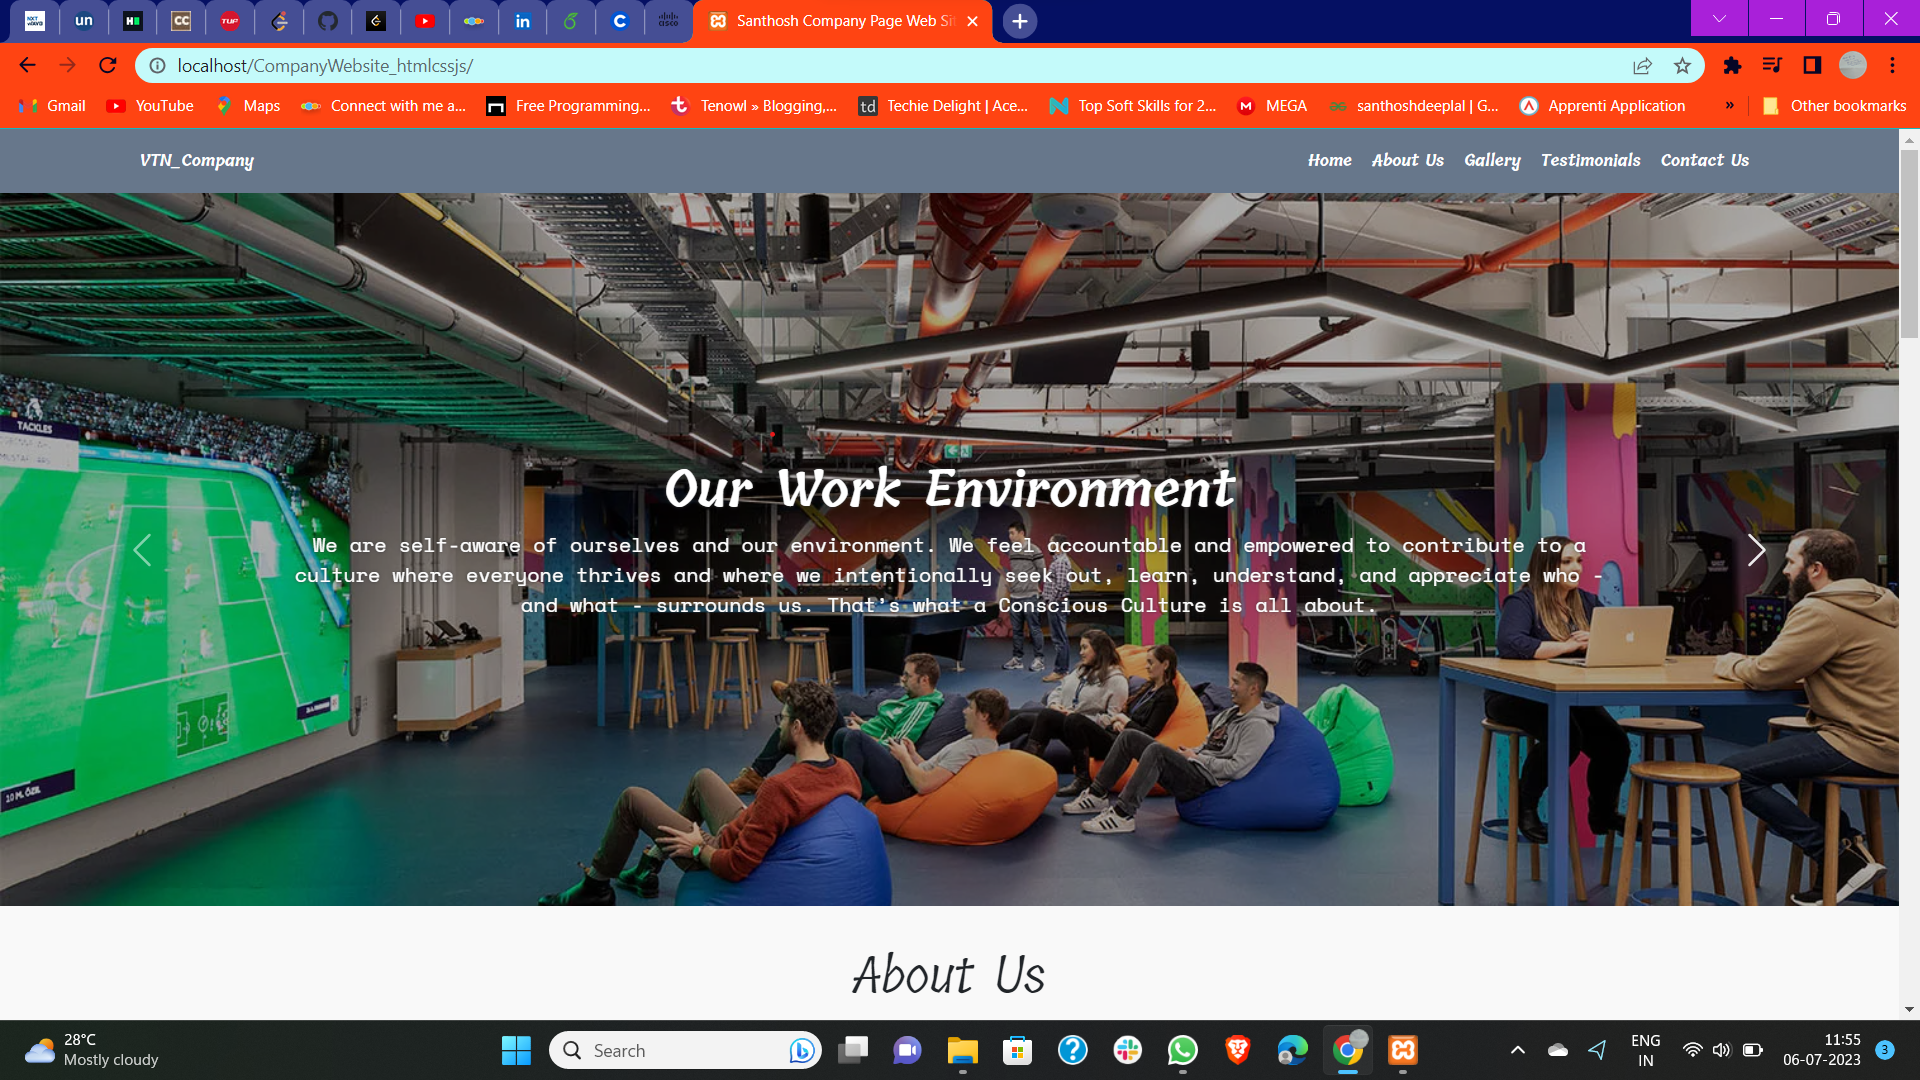 NXT WAVE
un
H
CC
TUF
in
C
cisco
Santhosh Company Page Web Si
localhost/CompanyWebsite_htmlcssjs/
Gmail
YouTube
Maps
Connect with me a...
Free Programming...
Tenowl » Blogging,...
td
Techie Delight | Ace...
Top Soft Skills for 2...
M
MEGA
santhoshdeeplal | G...
Apprenti Application
»
Other bookmarks
VTN_Company
Home
About Us
Gallery
Testimonials
Contact Us
TACKLES
Our Work Environment
We are self-aware of ourselves and our environment. We feel accountable and empowered to contribute to a
culture where everyone thrives and where we intentionally seek out, learn, understand, and appreciate who -
and what - surrounds us. That's what a Conscious Culture is all about.
10 M. ÖZIL
About Us
28°C
Mostly cloudy
Search
ENG
IN
11:55
06-07-2023
3